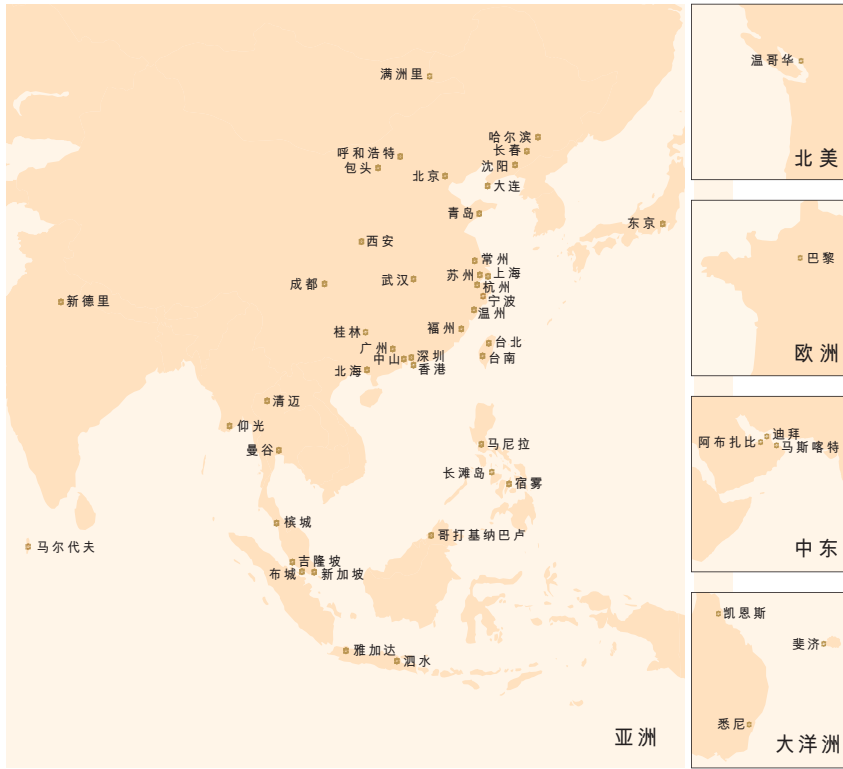 满洲里
哈尔滨
长春
呼和浩特
沈阳
包头
北京
大连
青岛
东京
西安
常州
苏州
上海
武汉
成都
杭州
宁波
新德里
温州
福州
桂林
台北
广州
深圳
台南
中山
香港
北海
清迈
仰光
马尼拉
曼谷
长滩岛
宿雾
槟城
哥打基纳巴卢
马尔代夫
吉隆坡
布城
新加坡
雅加达
泗水
亚洲
温哥华
北美
巴黎
欧洲
迪拜
阿布扎比
马斯喀特
中东
凯恩斯
斐济
悉尼
大洋洲